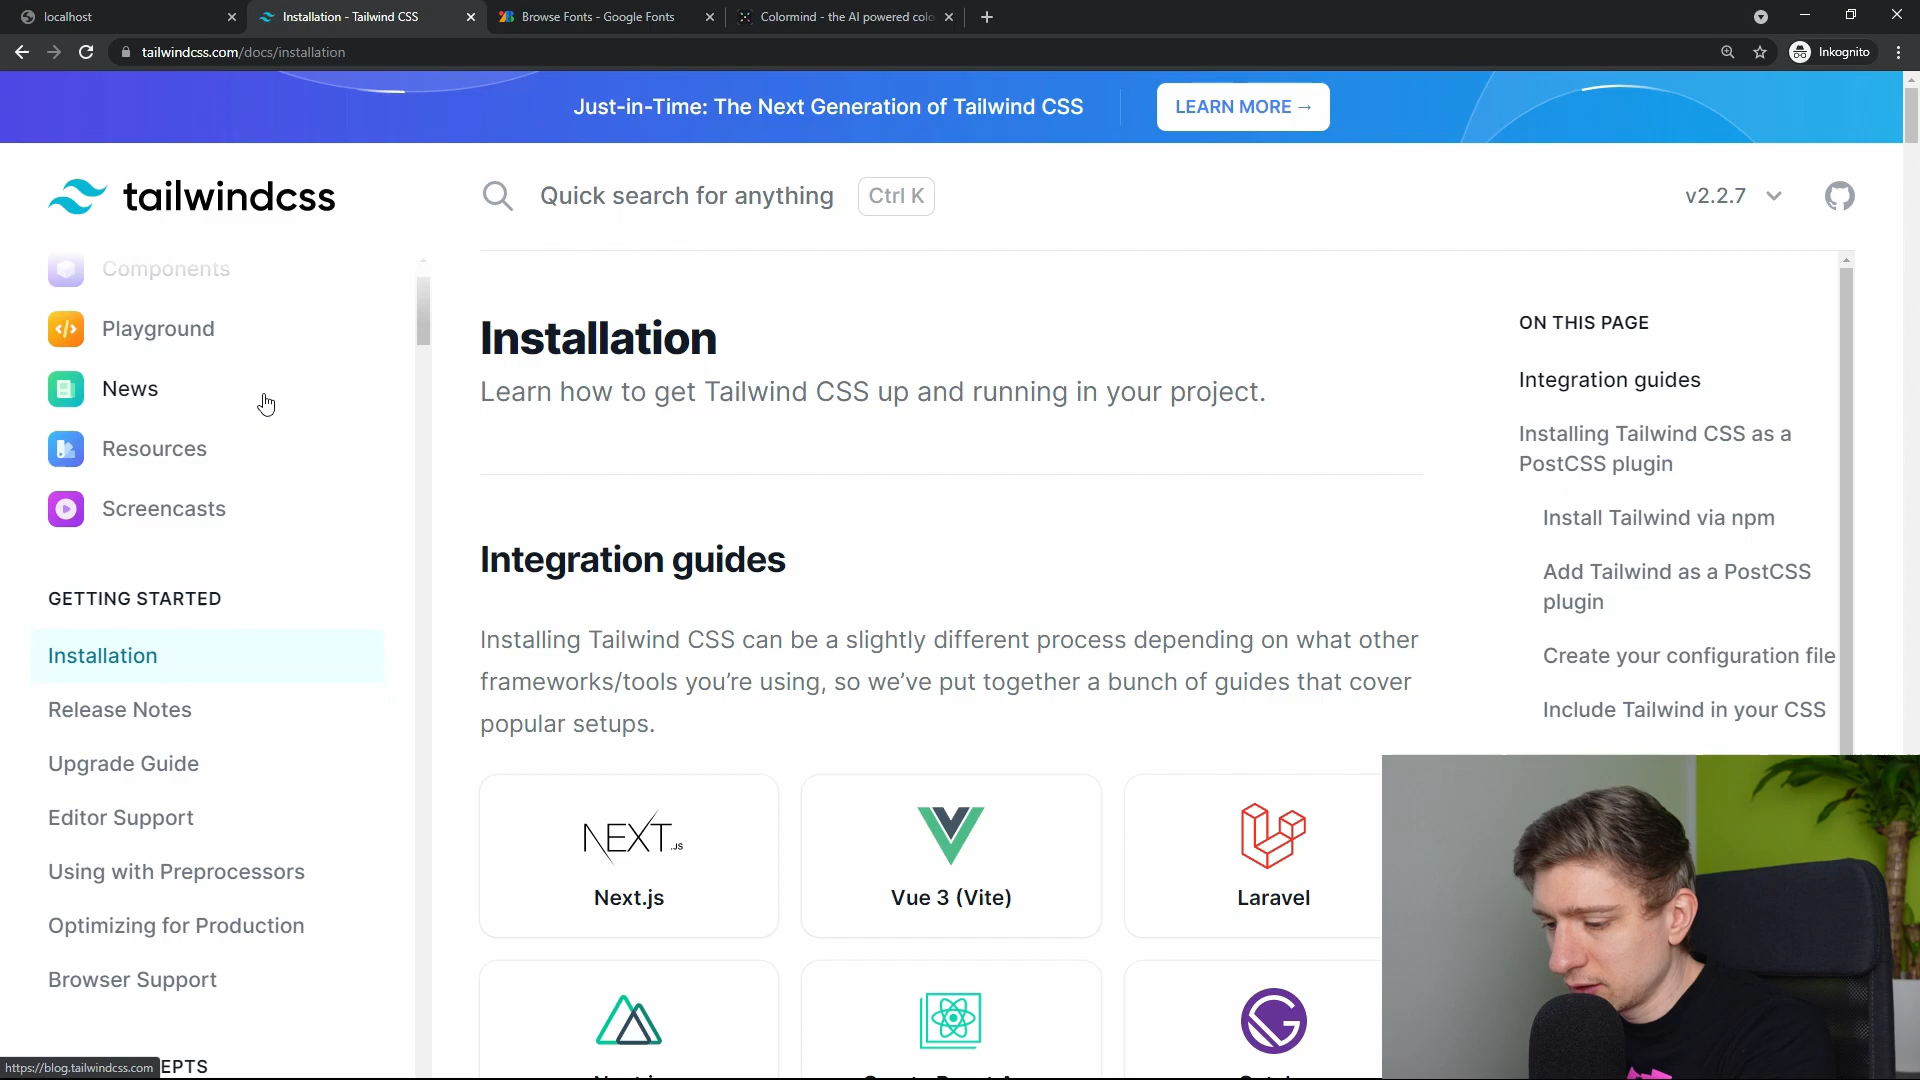 localhost
Installation - Tailwind CSS
Browse Fonts - Google Fonts
Colormind - the AI powered colo
tailwindcss.com/docs/installation
Inkognito
Just-in-Time: The Next Generation of Tailwind CSS
LEARN MORE →
tailwindcss
Quick search for anything
Ctrl K
v2.2.7
Components
Playground
News
Resources
Screencasts
GETTING STARTED
Installation
Release Notes
Upgrade Guide
Editor Support
Using with Preprocessors
Optimizing for Production
Browser Support
EPTS
https://blog.tailwindcss.com
Installation
Learn how to get Tailwind CSS up and running in your project.
Integration guides
Installing Tailwind CSS can be a slightly different process depending on what other
frameworks/tools you’re using, so we’ve put together a bunch of guides that cover
popular setups.
NEXT.JS
Next.js
Vue 3 (Vite)
Laravel
ON THIS PAGE
Integration guides
Installing Tailwind CSS as a
PostCSS plugin
Install Tailwind via npm
Add Tailwind as a PostCSS
plugin
Create your configuration file
Include Tailwind in your CSS